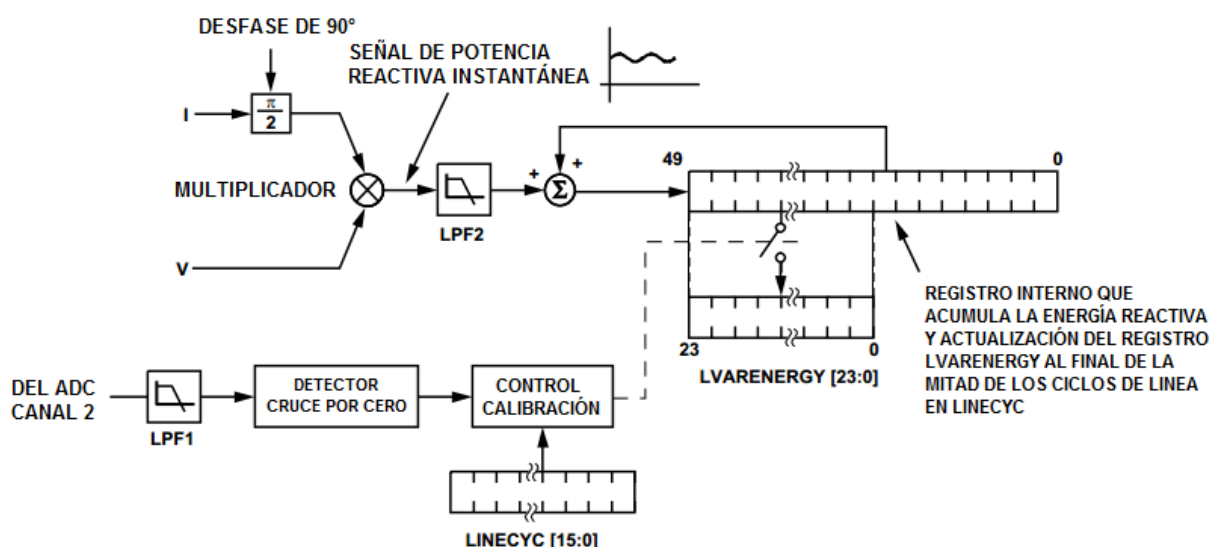 DESFASE DE 90°
SEÑAL DE POTENCIA
REACTIVA INSTANTÁNEA
I
π
2
49
0
MULTIPLICADOR
+
+
Σ
LPF2
V
REGISTRO INTERNO QUE
ACUMULA LA ENERGÍA REACTIVA
Y ACTUALIZACIÓN DEL REGISTRO
LVARENERGY AL FINAL DE LA
MITAD DE LOS CICLOS DE LINEA
EN LINECYC
23
0
LVARENERGY [23:0]
DEL ADC
CANAL 2
LPF1
DETECTOR
CRUCE POR CERO
CONTROL
CALIBRACIÓN
LINECYC [15:0]